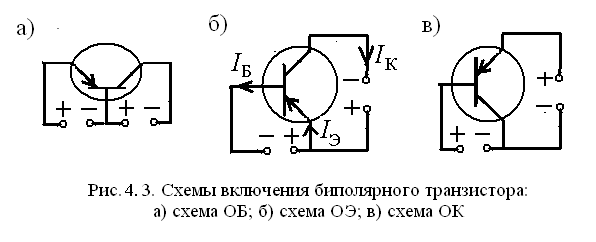 а) б) в)
I_Б I_К
− + −
+ − + − − + I_Э + − +
−
Рис. 4. 3. Схемы включения биполярного транзистора:
а) схема ОБ; б) схема ОЭ; в) схема ОК